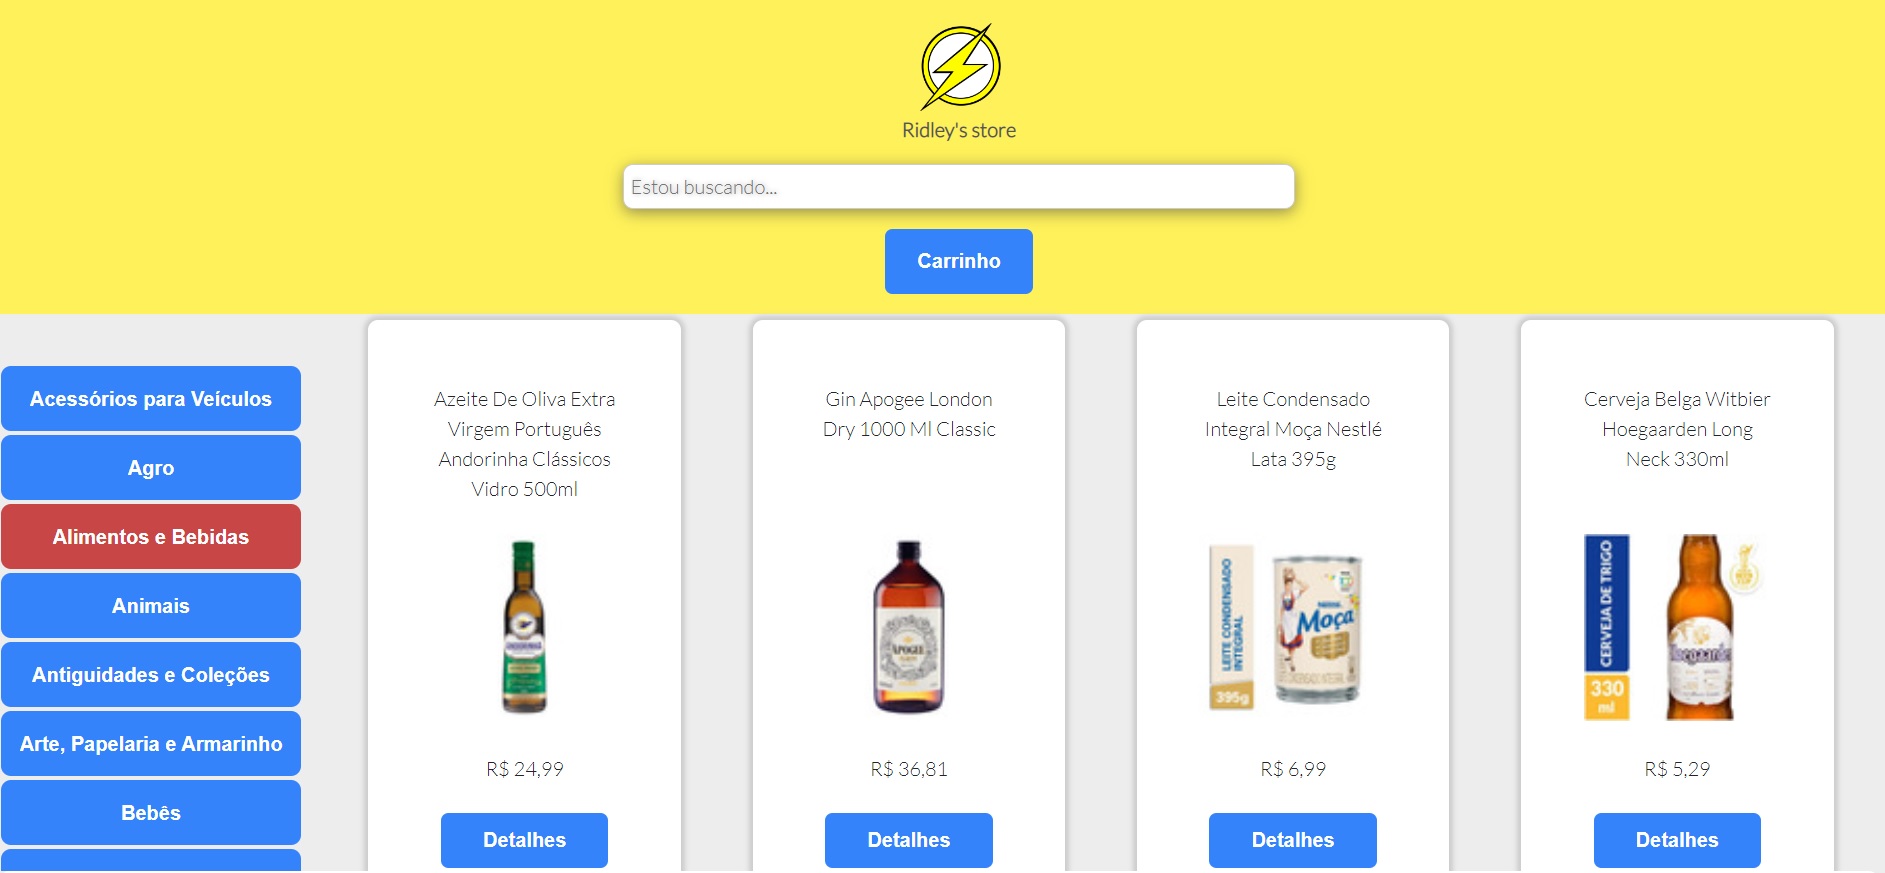 Ridley's store
Estou buscando...
Carrinho
Acessórios para Veículos
Agro
Alimentos e Bebidas
Animais
Antiguidades e Coleções
Arte, Papelaria e Armarinho
Bebês
Azeite De Oliva Extra
Virgem Português
Andorinha Clássicos
Vidro 500ml
R$ 24,99
Detalhes
Gin Apogee London
Dry 1000 Ml Classic
APOGEE
R$ 36,81
Detalhes
Leite Condensado
Integral Moça Nestlé
Lata 395g
LEITE CONDENSADO
INTEGRAL
395g
Nestlé
Moça
R$ 6,99
Detalhes
Cerveja Belga Witbier
Hoegaarden Long
Neck 330ml
CERVEJA DE TRIGO
330
ml
Hoegaarden
R$ 5,29
Detalhes